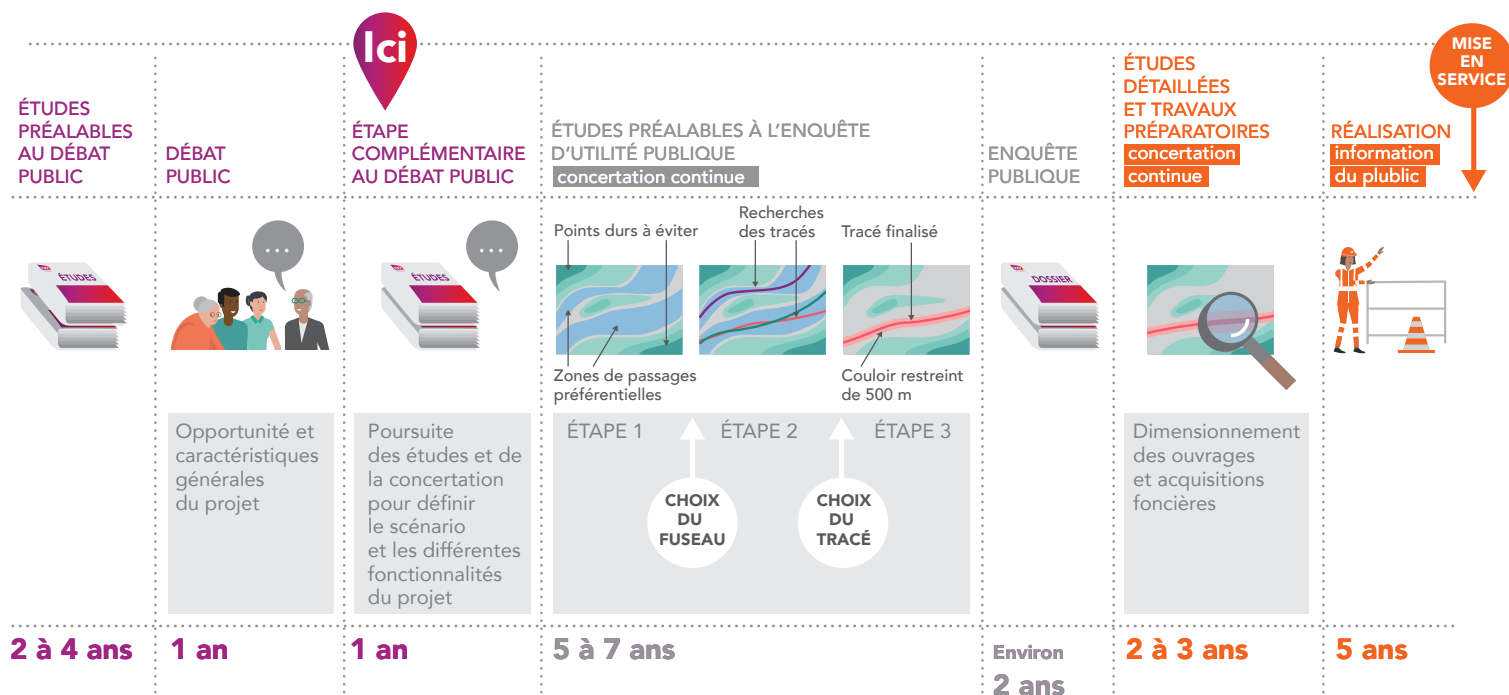 Ici
MISE
EN
SERVICE
ÉTUDES
PRÉALABLES
AU DÉBAT
PUBLIC
DÉBAT
PUBLIC
ÉTAPE
COMPLÉMENTAIRE
AU DÉBAT PUBLIC
ÉTUDES PRÉALABLES À L'ENQUÊTE
D'UTILITÉ PUBLIQUE
concertation continue
ENQUÊTE
PUBLIQUE
ÉTUDES
DÉTAILLÉES
ET TRAVAUX
PRÉPARATOIRES
concertation
continue
RÉALISATION
information
du plublic
ÉTUDES
...
ÉTUDES
...
Points durs à éviter
Recherches
des tracés
Tracé finalisé
Zones de passages
préférentielles
Couloir restreint
de 500 m
DOSSIER
Opportunité et
caractéristiques
générales
du projet
Poursuite
des études et de
la concertation
pour définir
le scénario
et les différentes
fonctionnalités
du projet
ÉTAPE 1
ÉTAPE 2
ÉTAPE 3
CHOIX
DU
FUSEAU
CHOIX
DU
TRACÉ
Dimensionnement
des ouvrages
et acquisitions
foncières
2 à 4 ans
1 an
1 an
5 à 7 ans
Environ
2 ans
2 à 3 ans
5 ans